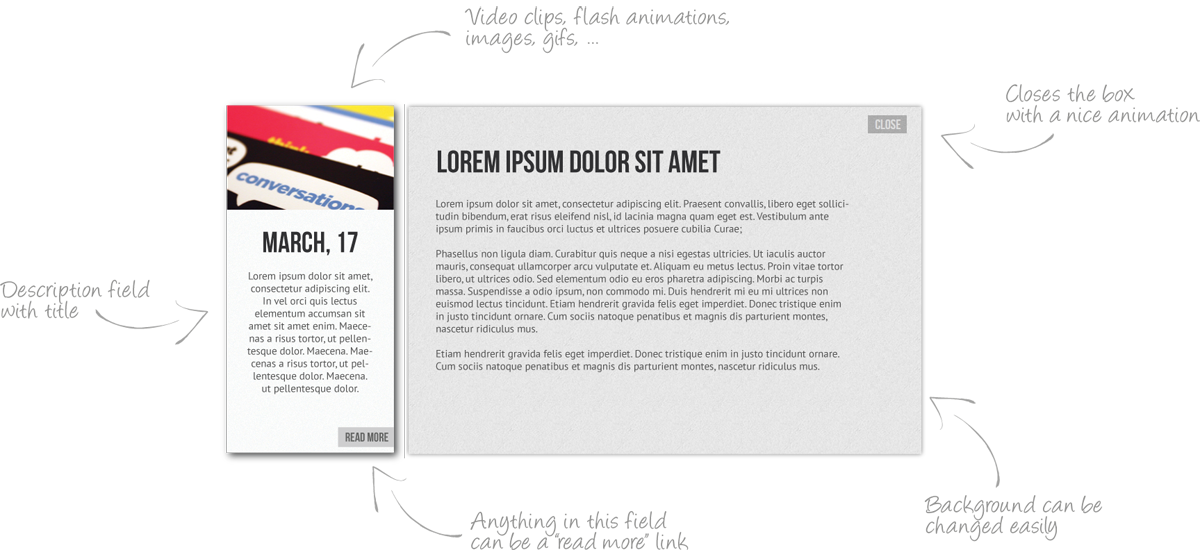 Video clips, flash animations,
images, gifs, ...
Closes the box
with a nice animation
CLOSE
conversations
LOREM IPSUM DOLOR SIT AMET
Lorem ipsum dolor sit amet, consectetur adipiscing elit. Praesent convallis, libero eget sollici-
tudin bibendum, erat risus eleifend nisl, id lacinia magna quam eget est. Vestibulum ante
ipsum primis in faucibus orci luctus et ultrices posuere cubilia Curae;
Phasellus non ligula diam. Curabitur quis neque a nisi egestas ultricies. Ut iaculis auctor
mauris, consequat ullamcorper arcu vulputate et. Aliquam eu metus lectus. Proin vitae tortor
libero, ut ultrices odio. Sed elementum odio eu eros pharetra adipiscing. Morbi ac turpis
massa. Suspendisse a odio ipsum, non commodo mi. Duis hendrerit mi eu mi ultrices non
euismod lectus tincidunt. Etiam hendrerit gravida felis eget imperdiet. Donec tristique enim
in justo tincidunt ornare. Cum sociis natoque penatibus et magnis dis parturient montes,
nascetur ridiculus mus.
Etiam hendrerit gravida felis eget imperdiet. Donec tristique enim in justo tincidunt ornare.
Cum sociis natoque penatibus et magnis dis parturient montes, nascetur ridiculus mus.
MARCH, 17
Lorem ipsum dolor sit amet,
consectetur adipiscing elit.
In vel orci quis lectus
elementum accumsan sit
amet sit amet enim. Maece-
nas a risus tortor, ut pellen-
tesque dolor. Maecena. Mae-
cenas a risus tortor, ut pel-
lentesque dolor. Maecena.
ut pellentesque dolor.
READ MORE
Description field
with title
Anything in this field
can be a "read more" link
Background can be
changed easily